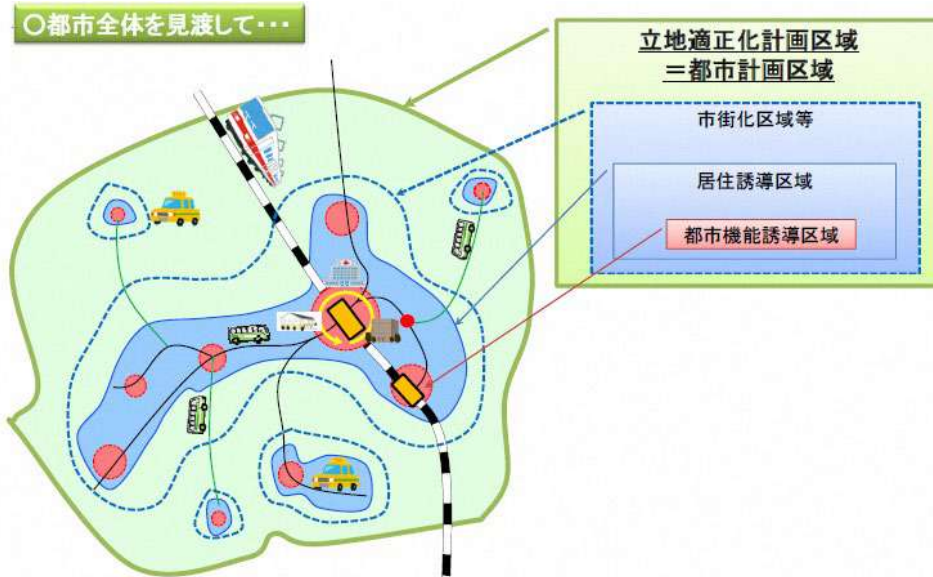 〇都市全体を見渡して・・・
立地適正化計画区域
＝都市計画区域
市街化区域等
居住誘導区域
都市機能誘導区域